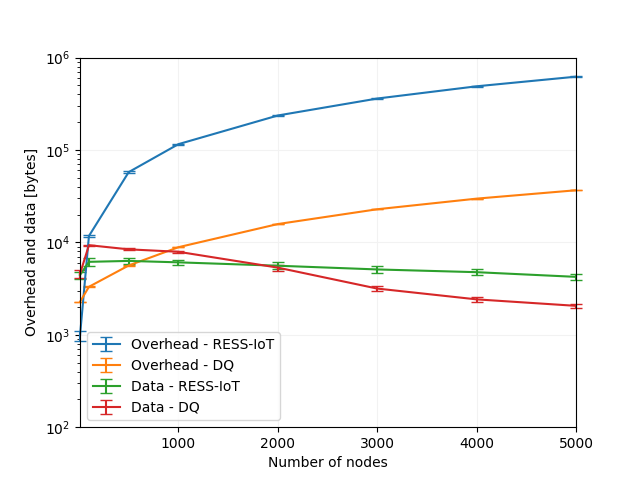 Overhead and data [bytes]
10^6
10^5
10^4
10^3
10^2
Overhead - RESS-IoT
Overhead - DQ
Data - RESS-IoT
Data - DQ
1000 2000 3000 4000 5000
Number of nodes